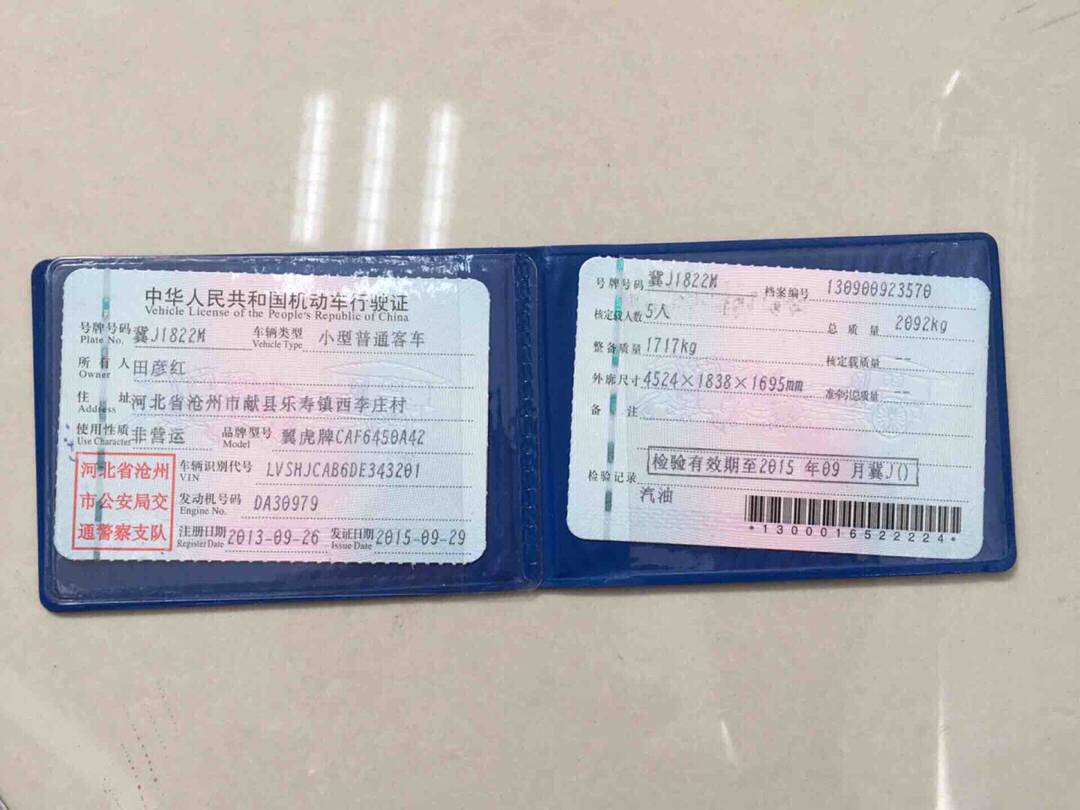 中华人民共和国机动车行驶证
Vehicle License of the People's Republic of China
号牌号码 冀J1822M 车辆类型 小型普通客车
Plate No. Vehicle Type
所有人 田彦红
Owner
住址 河北省沧州市献县乐寿镇西李庄村
Address
使用性质 非营运 品牌型号 翼虎牌CAF6450A42
Use Character Model
河北省沧州
市公安局交
通警察支队
车辆识别代号 LVSHJCAB6DE343201
VIN
发动机号码 DA30979
Engine No.
注册日期 2013-09-26 发证日期 2015-09-29
Register Date Issue Date
号牌号码 冀J1822M 档案编号 130900923570
核定载人数 5人 总质量 2092kg
整备质量 1717kg 核定载质量 --
外廓尺寸 4524×1838×1695mm 准牵引总质量 --
备注
检验有效期至2015年09月冀J()
检验记录
汽油
*1300016522224*